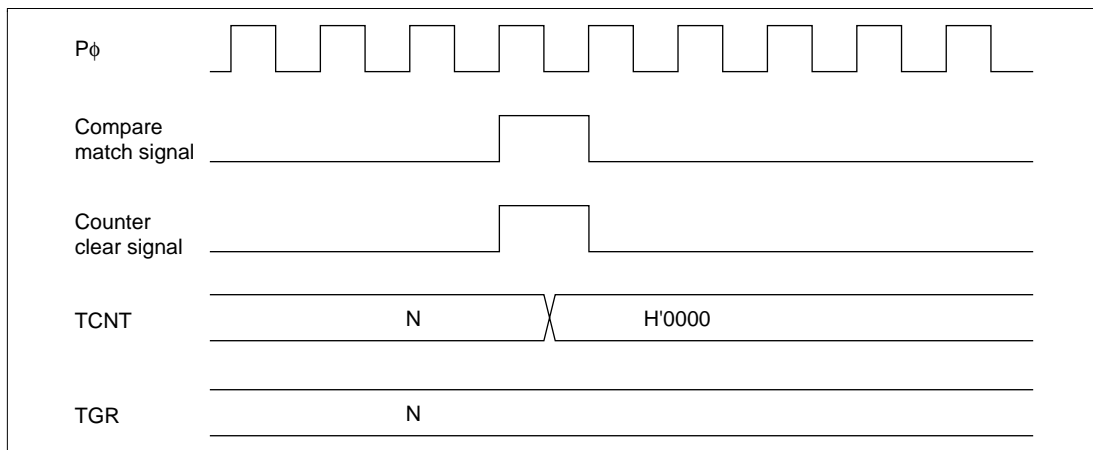 Pϕ
Compare
match signal
Counter
clear signal
TCNT
N
H'0000
TGR
N